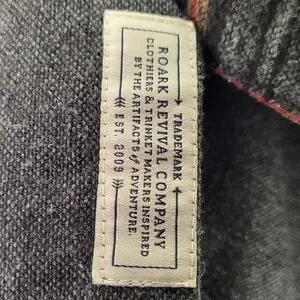 TRADEMARK
ROARK REVIVAL COMPANY
CLOTHIERS & TRINKET MAKERS INSPIRED
BY THE ARTIFACTS of ADVENTURE.
EST. 2009